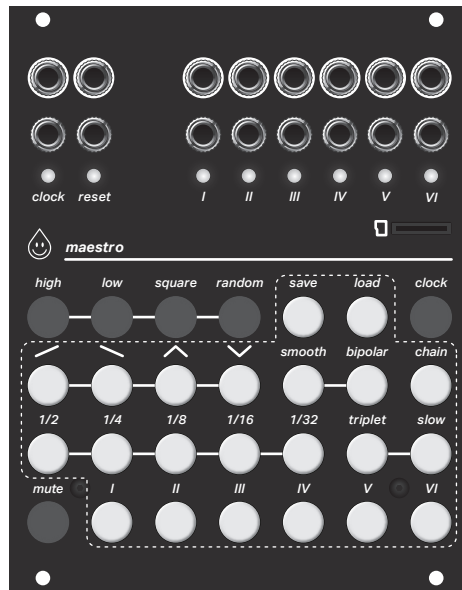 clock reset I II III IV V VI
maestro
high low square random save load clock
smooth bipolar chain
1/2 1/4 1/8 1/16 1/32 triplet slow
mute I II III IV V VI